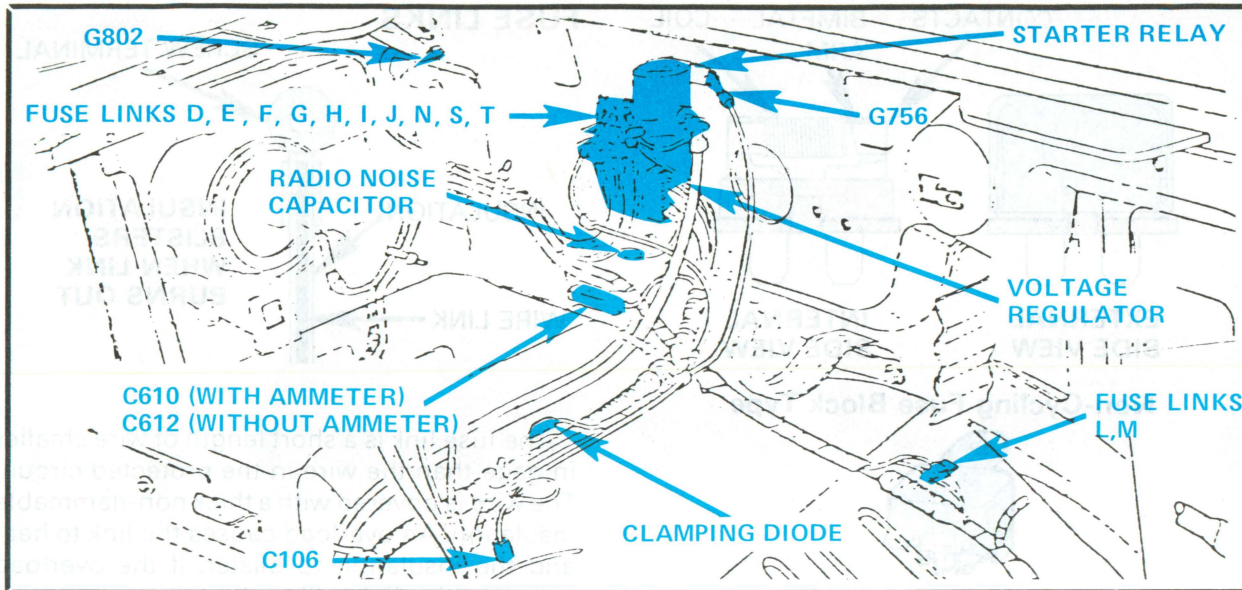 G802
STARTER RELAY
FUSE LINKS D, E, F, G, H, I, J, N, S, T
G756
RADIO NOISE
CAPACITOR
VOLTAGE
REGULATOR
C610 (WITH AMMETER)
C612 (WITHOUT AMMETER)
FUSE LINKS
L,M
CLAMPING DIODE
C106